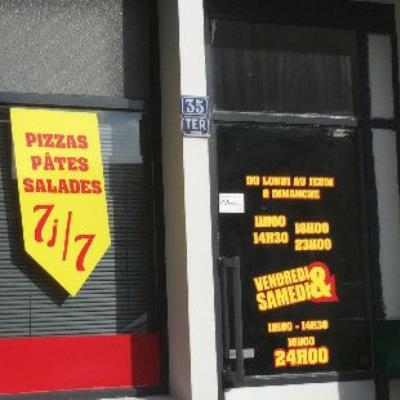 PIZZAS
PÂTES
SALADES
7j/7
35
TER
DU LUNDI AU JEUDI
& DIMANCHE
11H00
14H30
18H00
23H00
VENDREDI
& SAMEDI
11H00 - 14H30
18H00
24H00